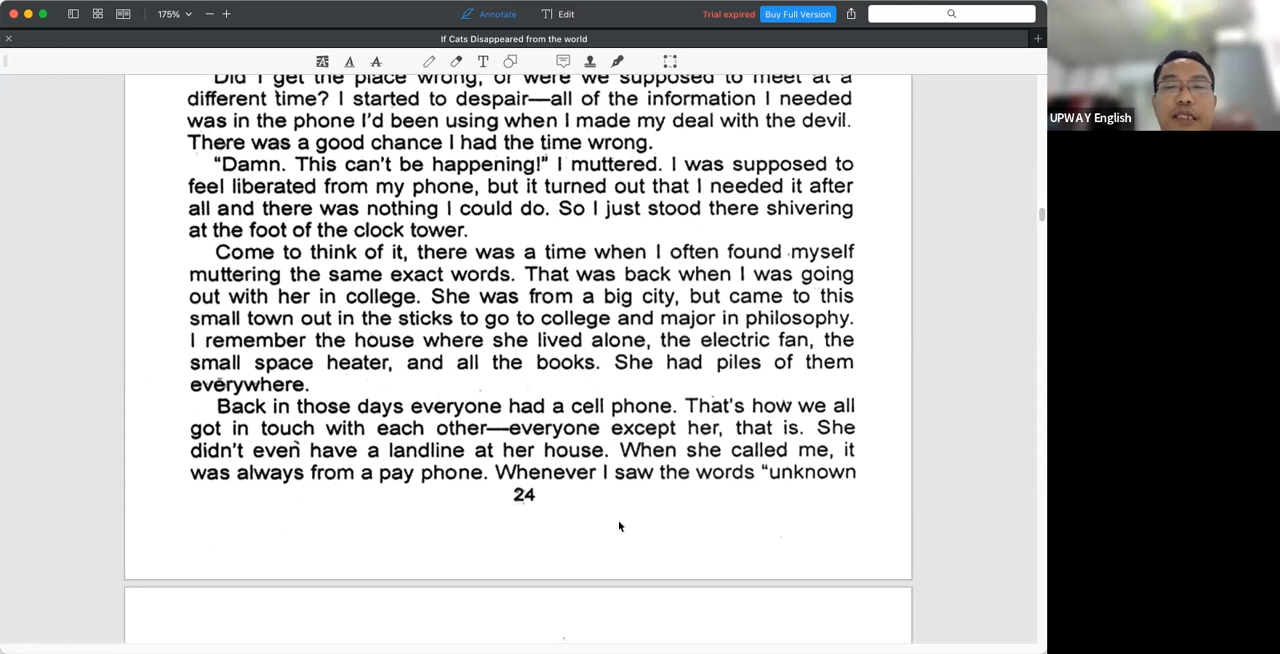 175%
Annotate
Edit
Trial expired
Buy Full Version
If Cats Disappeared from the world
Did I get the place wrong, or were we supposed to meet at a
different time? I started to despair—all of the information I needed
was in the phone I'd been using when I made my deal with the devil.
There was a good chance I had the time wrong.
"Damn. This can't be happening!" I muttered. I was supposed to
feel liberated from my phone, but it turned out that I needed it after
all and there was nothing I could do. So I just stood there shivering
at the foot of the clock tower.
Come to think of it, there was a time when I often found myself
muttering the same exact words. That was back when I was going
out with her in college. She was from a big city, but came to this
small town out in the sticks to go to college and major in philosophy.
I remember the house where she lived alone, the electric fan, the
small space heater, and all the books. She had piles of them
everywhere.
Back in those days everyone had a cell phone. That's how we all
got in touch with each other—everyone except her, that is. She
didn't even have a landline at her house. When she called me, it
was always from a pay phone. Whenever I saw the words "unknown
24
UPWAY English